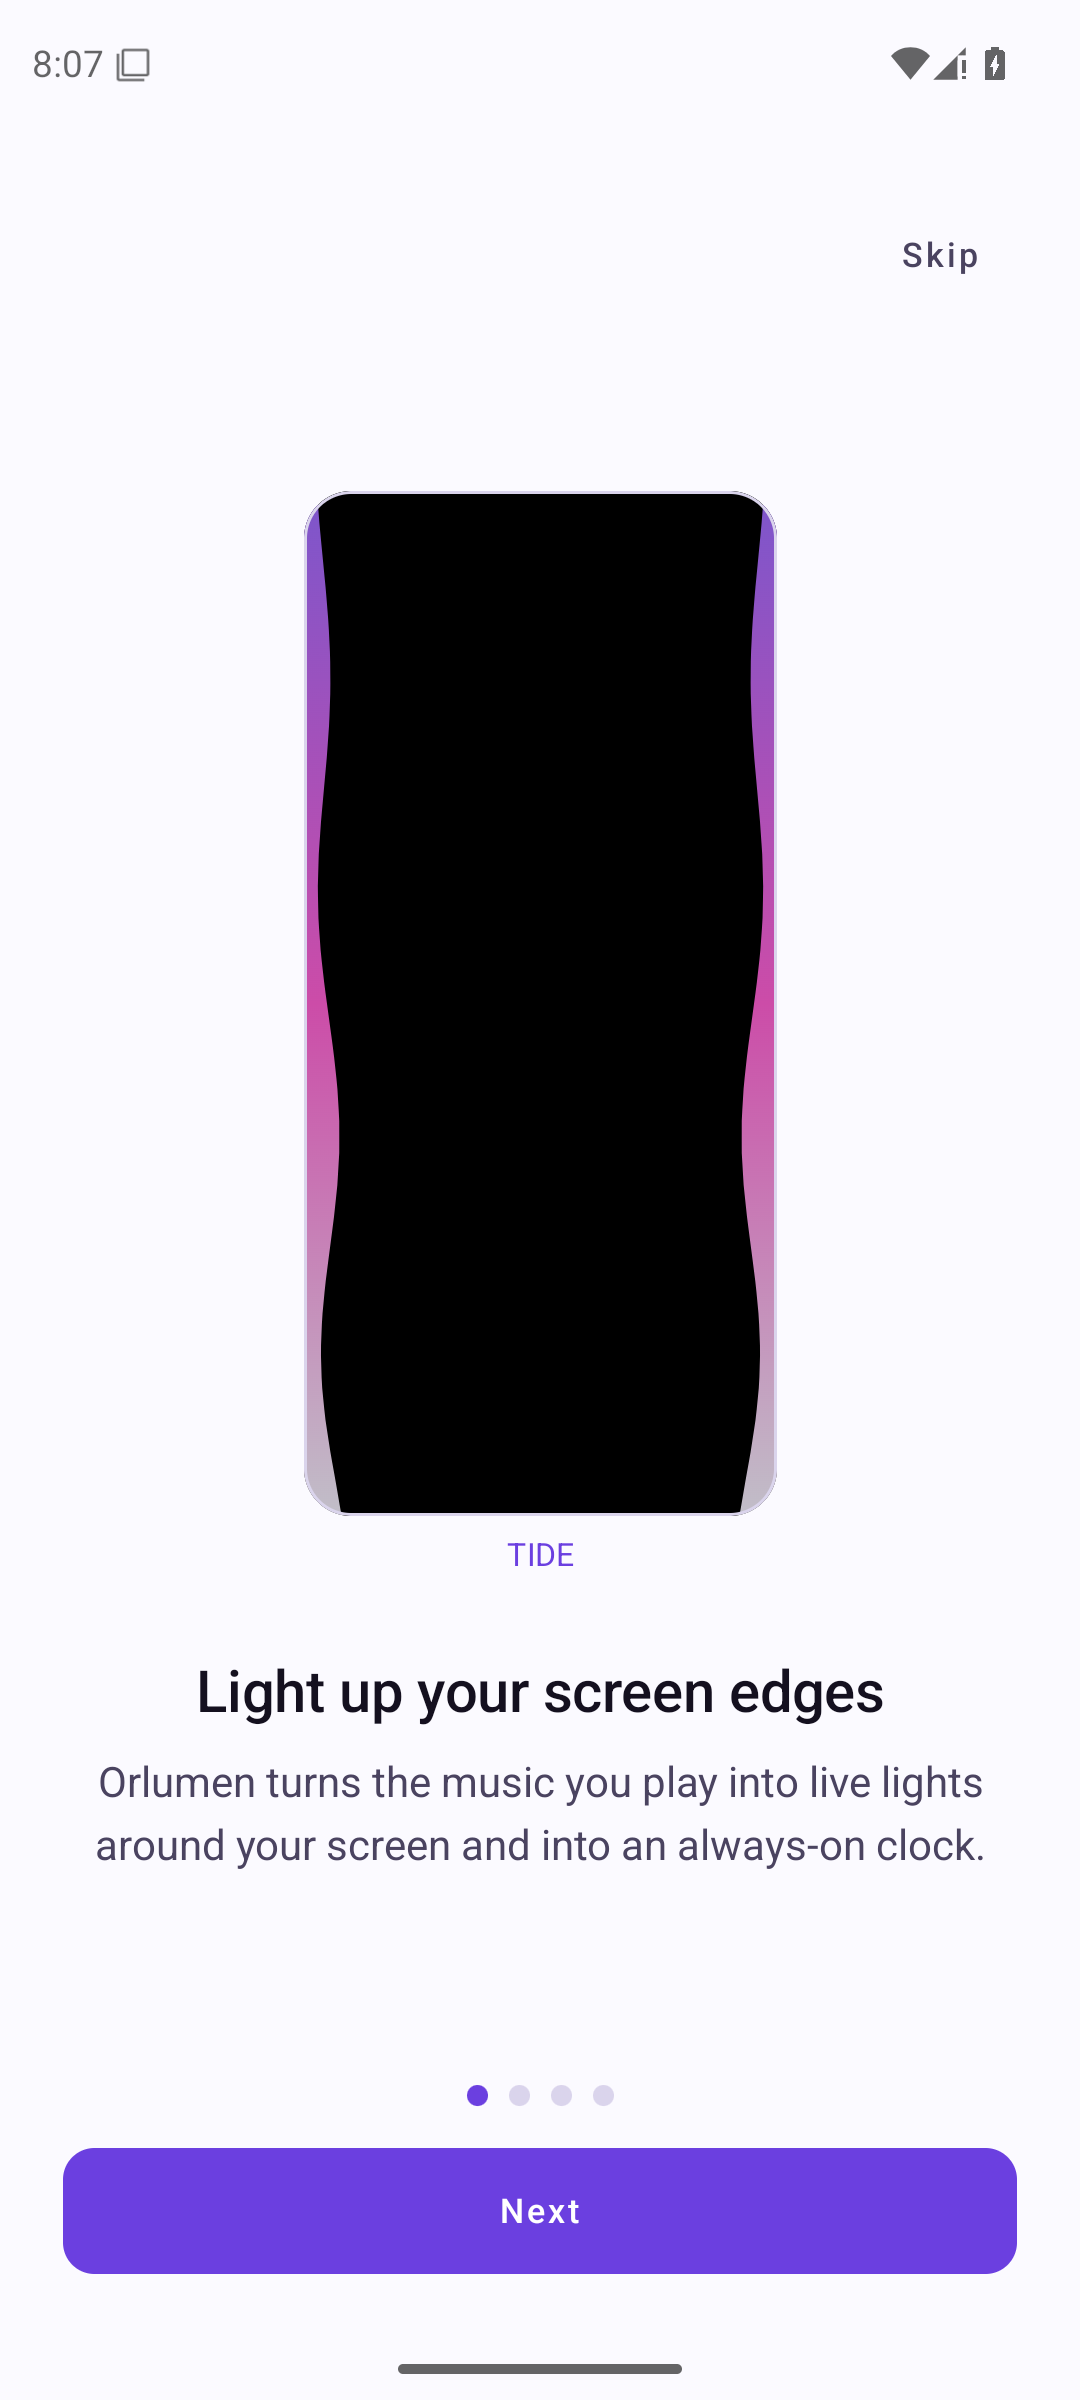 8:07
Skip
TIDE
Light up your screen edges
Orlumen turns the music you play into live lights
around your screen and into an always-on clock.
Next